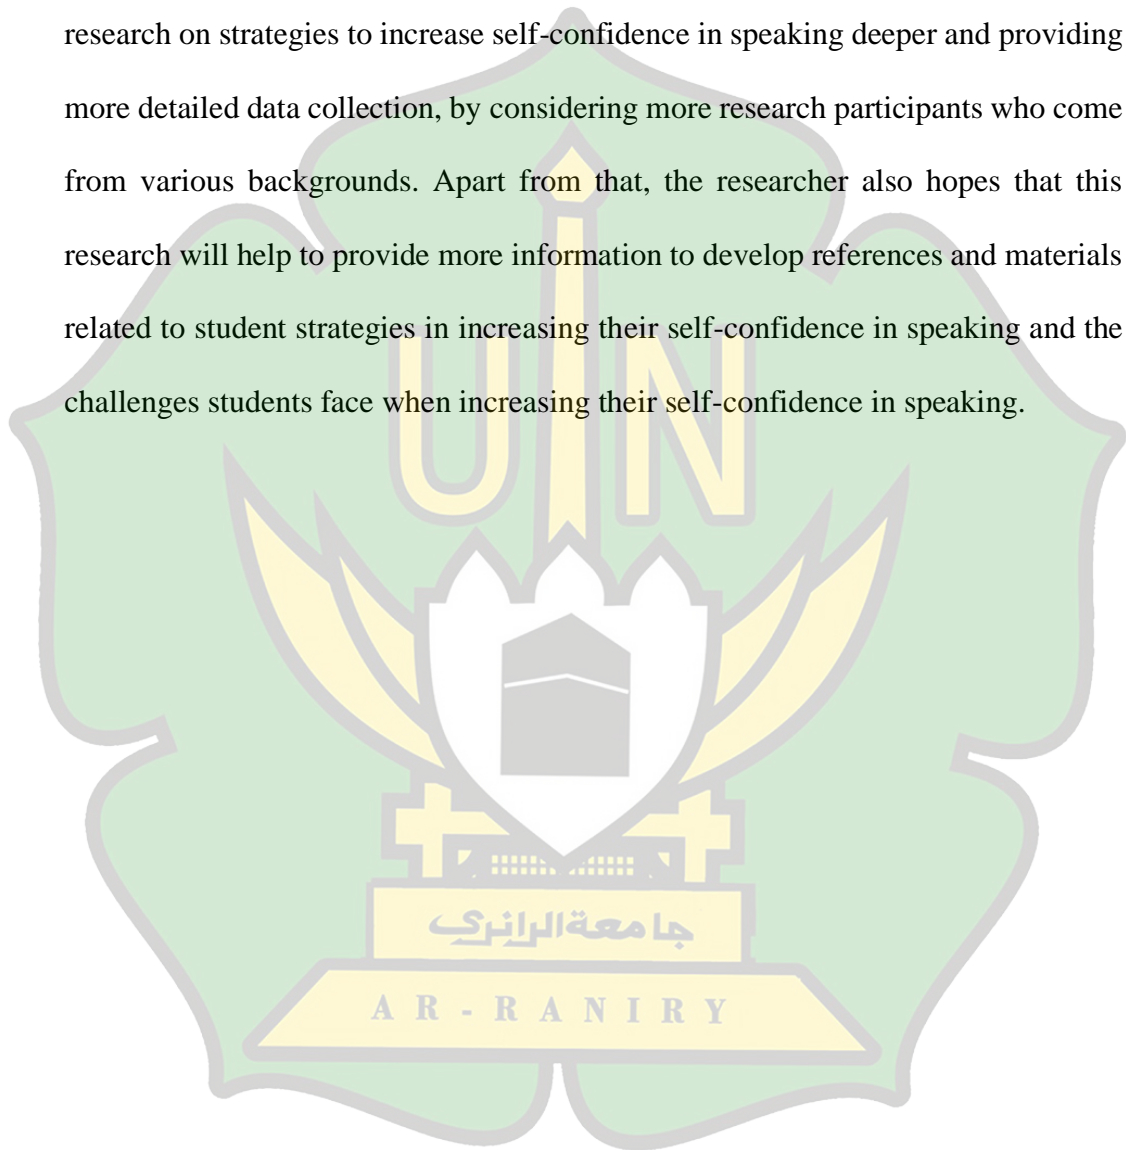 research on strategies to increase self-confidence in speaking deeper and providing
more detailed data collection, by considering more research participants who come
from various backgrounds. Apart from that, the researcher also hopes that this
research will help to provide more information to develop references and materials
related to student strategies in increasing their self-confidence in speaking and the
challenges students face when increasing their self-confidence in speaking.
UIN
جامعة الرانري
AR-RANIRY